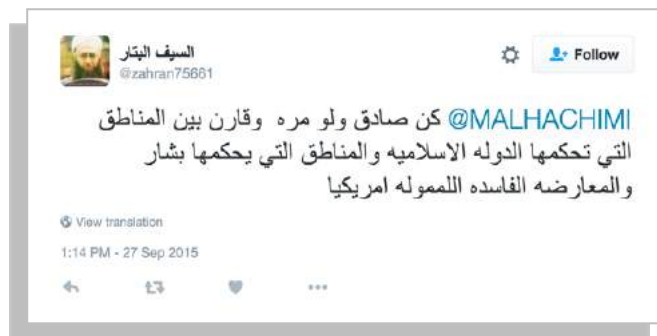 السيف البتار
@zahran75661
Follow
@MALHACHIMI كن صادق ولو مره وقارن بين المناطق
التي تحكمها الدوله الاسلاميه والمناطق التي يحكمها بشار
والمعارضه الفاسده اللمموله امريكيا
View translation
1:14 PM - 27 Sep 2015